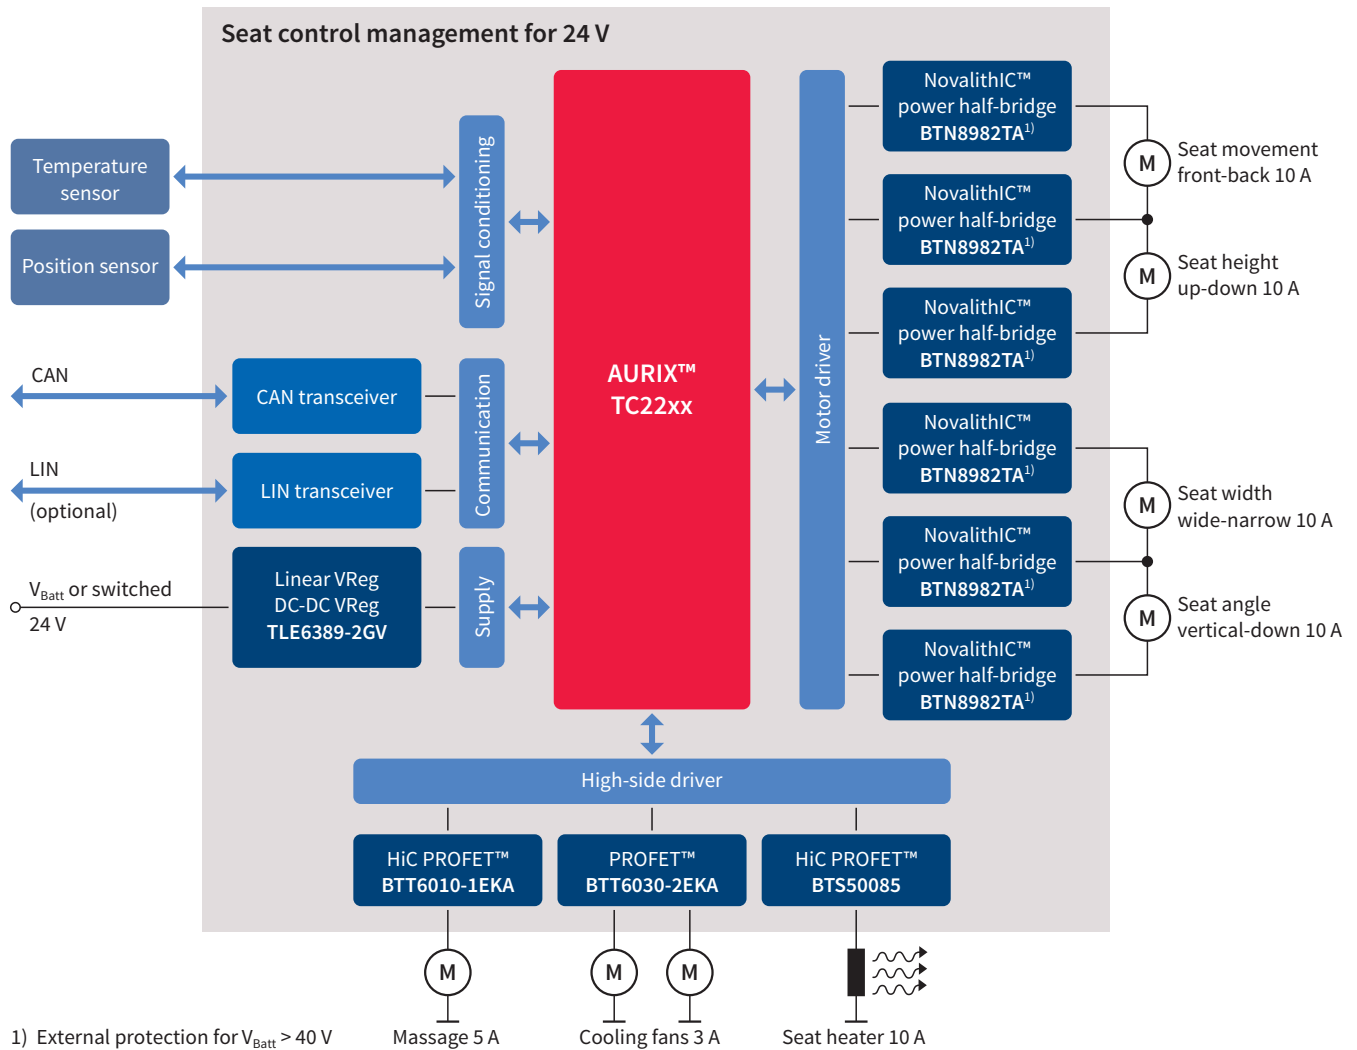 Seat control management for 24 V
Temperature
sensor
Position sensor
Signal conditioning
CAN
CAN transceiver
LIN
(optional)
LIN transceiver
Communication
VBatt or switched
24 V
Linear VReg
DC-DC VReg
TLE6389-2GV
Supply
AURIX™
TC22xx
Motor driver
NovalithIC™
power half-bridge
BTN8982TA1)
NovalithIC™
power half-bridge
BTN8982TA1)
NovalithIC™
power half-bridge
BTN8982TA1)
NovalithIC™
power half-bridge
BTN8982TA1)
NovalithIC™
power half-bridge
BTN8982TA1)
NovalithIC™
power half-bridge
BTN8982TA1)
M
Seat movement
front-back 10 A
M
Seat height
up-down 10 A
M
Seat width
wide-narrow 10 A
M
Seat angle
vertical-down 10 A
High-side driver
HiC PROFET™
BTT6010-1EKA
PROFET™
BTT6030-2EKA
HiC PROFET™
BTS50085
M
M
M
Massage 5 A
Cooling fans 3 A
Seat heater 10 A
1) External protection for VBatt > 40 V